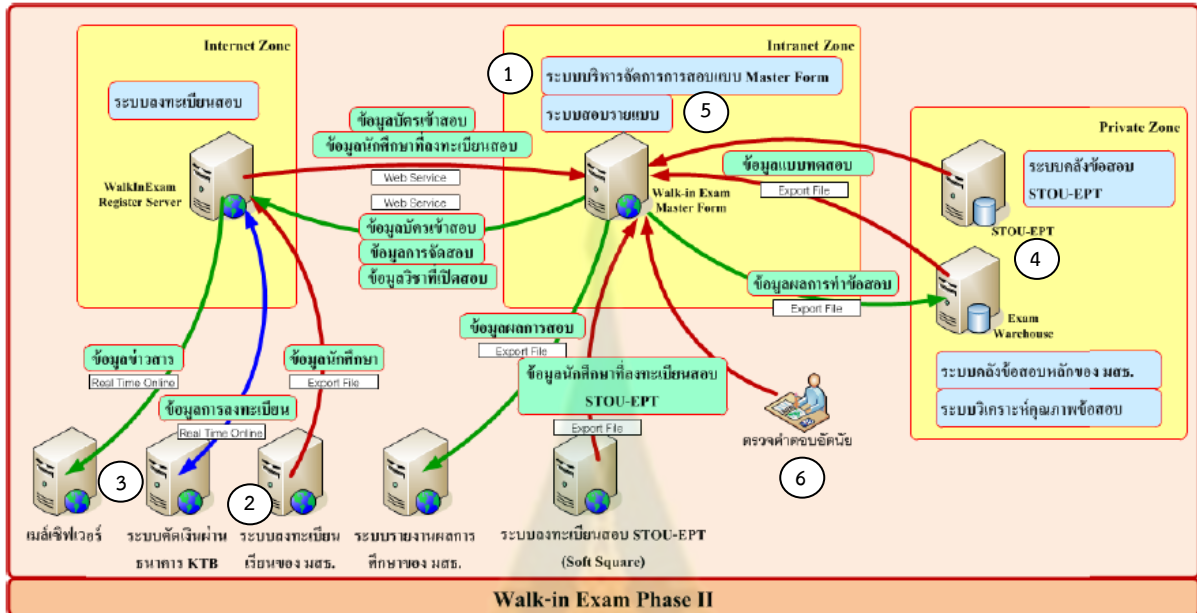 Internet Zone
ระบบลงทะเบียนสอบ
WalkInExam
Register Server
ข้อมูลบัตรเข้าสอบ
ข้อมูลนักศึกษาที่ลงทะเบียนสอบ
Web Service
Web Service
ข้อมูลบัตรเข้าสอบ
ข้อมูลการจัดสอบ
ข้อมูลวิชาที่เปิดสอบ
Intranet Zone
1
ระบบบริหารจัดการการสอบแบบ Master Form
ระบบสอบรายแบบ
5
Walk-in Exam
Master Form
ข้อมูลแบบทดสอบ
Export File
Private Zone
ระบบคลังข้อสอบ
STOU-EPT
STOU-EPT
4
Exam
Warehouse
ข้อมูลผลการทำข้อสอบ
Export File
ระบบคลังข้อสอบหลักของ มสธ.
ระบบวิเคราะห์คุณภาพข้อสอบ
ข้อมูลข่าวสาร
Real Time Online
ข้อมูลนักศึกษา
Export File
ข้อมูลการลงทะเบียน
Real Time Online
ข้อมูลผลการสอบ
Export File
ข้อมูลนักศึกษาที่ลงทะเบียนสอบ
STOU-EPT
Export File
ตรวจคำตอบอัตนัย
6
3
2
เมล์เซิฟเวอร์
ระบบตัดเงินผ่าน
ธนาคาร KTB
ระบบลงทะเบียน
เรียนของ มสธ.
ระบบรายงานผลการ
ศึกษาของ มสธ.
ระบบลงทะเบียนสอบ STOU-EPT
(Soft Square)
Walk-in Exam Phase II